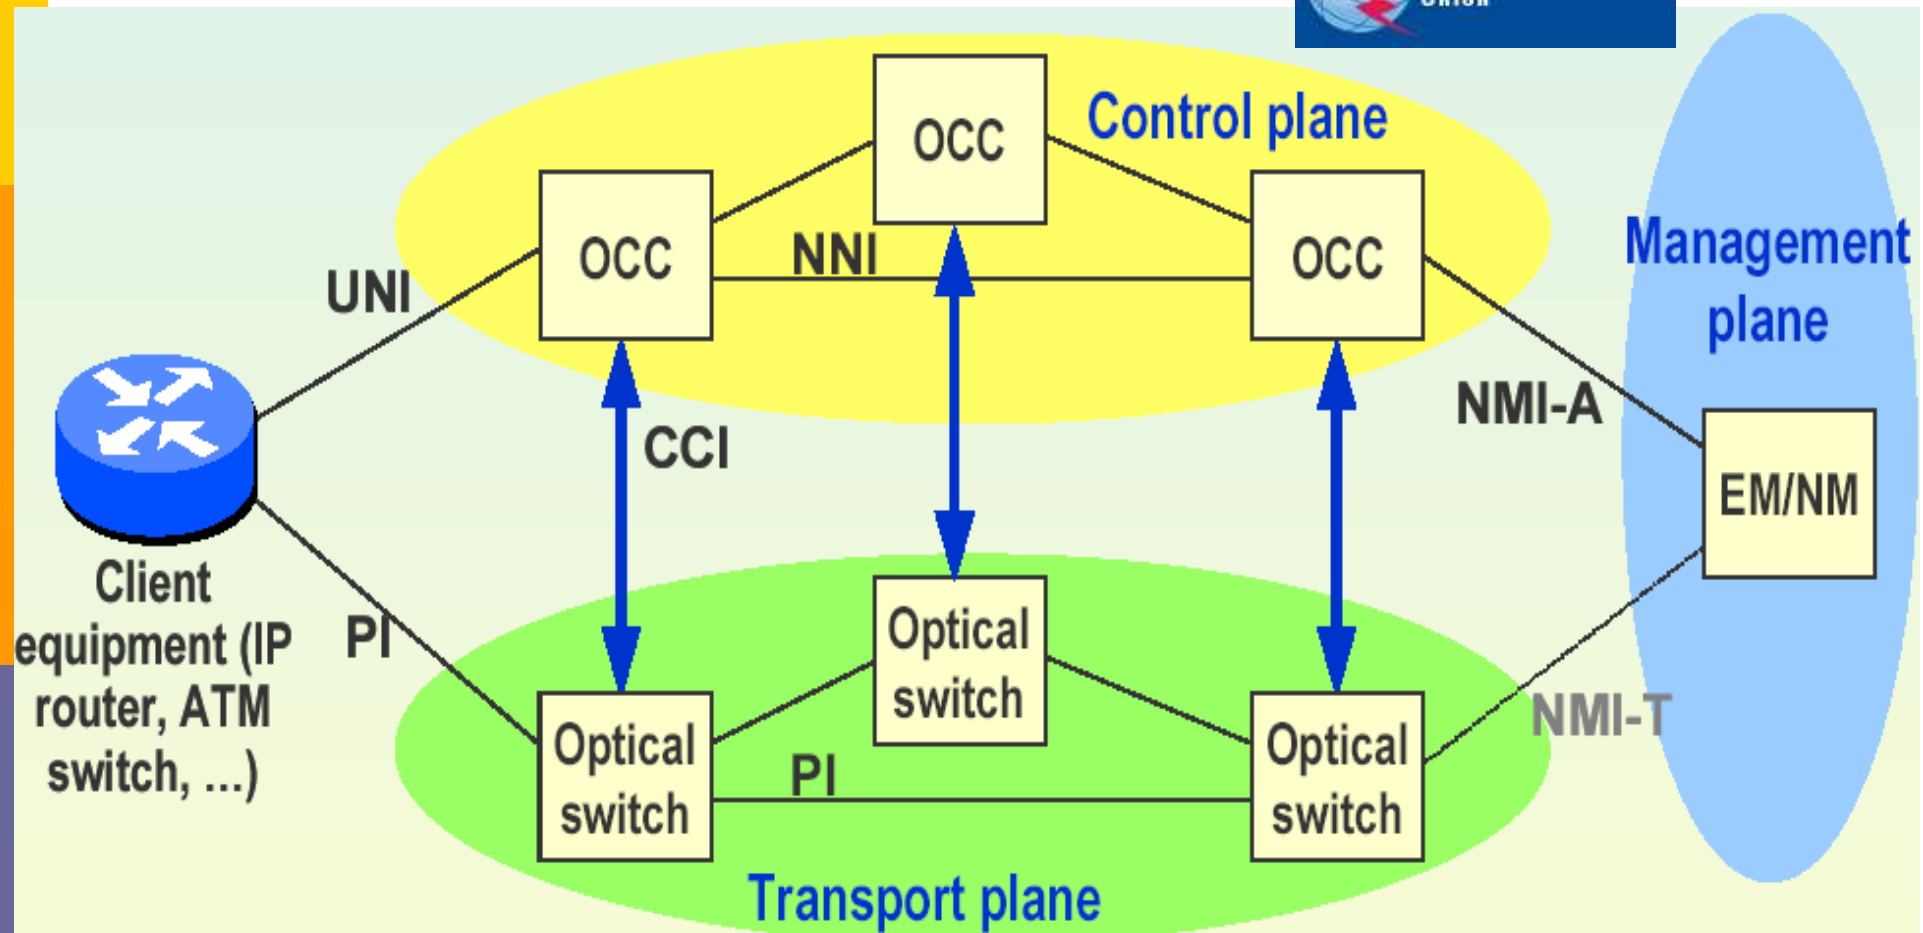 Union
OCC
Control plane
OCC
NNI
OCC
Management
plane
UNI
NMI-A
CCI
EM/NM
Client
equipment (IP
router, ATM
switch, ...)
PI
Optical
switch
NMI-T
Optical
switch
PI
Optical
switch
Transport plane